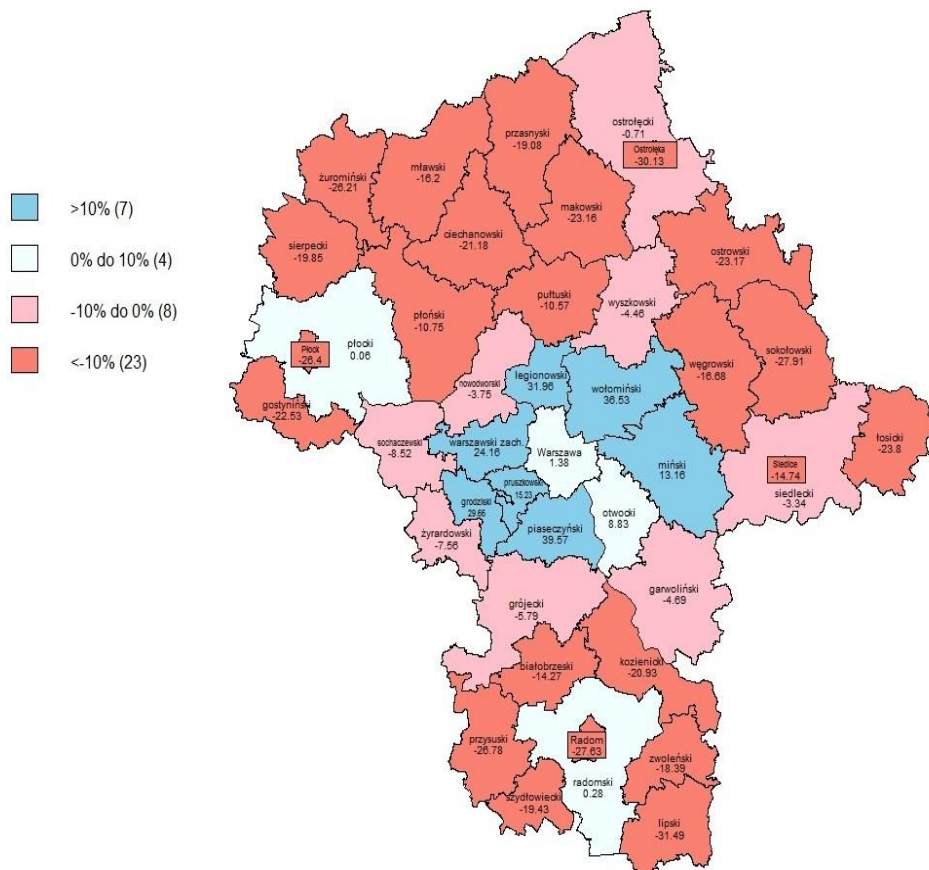 >10% (7)
0% do 10% (4)
-10% do 0% (8)
<-10% (23)
ostrołęcki
-0.71
Ostrołęka
-30.13
przasnyski
-19.08
mławski
-16.2
żuromiński
-26.21
makowski
-23.16
ciechanowski
-21.18
sierpecki
-19.85
ostrowski
-23.17
pułtuski
-10.57
wyszkowski
-4.46
płoński
-10.75
płocki
0.06
Płock
-26.4
sokołowski
-27.91
węgrowski
-16.68
nowodworski
-3.75
legionowski
31.96
wołomiński
36.53
gostyniński
-22.53
sochaczewski
-8.52
warszawski zach.
24.16
Warszawa
1.38
miński
13.16
łosicki
-23.8
Siedlce
-14.74
siedlecki
-3.34
pruszkowski
15.23
grodziski
29.66
otwocki
8.83
piaseczyński
39.57
żyrardowski
-7.56
garwoliński
-4.69
grójecki
-5.79
białobrzeski
-14.27
kozienicki
-20.93
przysuski
-26.78
Radom
-27.63
radomski
0.28
zwoleński
-18.39
szydłowiecki
-19.43
lipski
-31.49